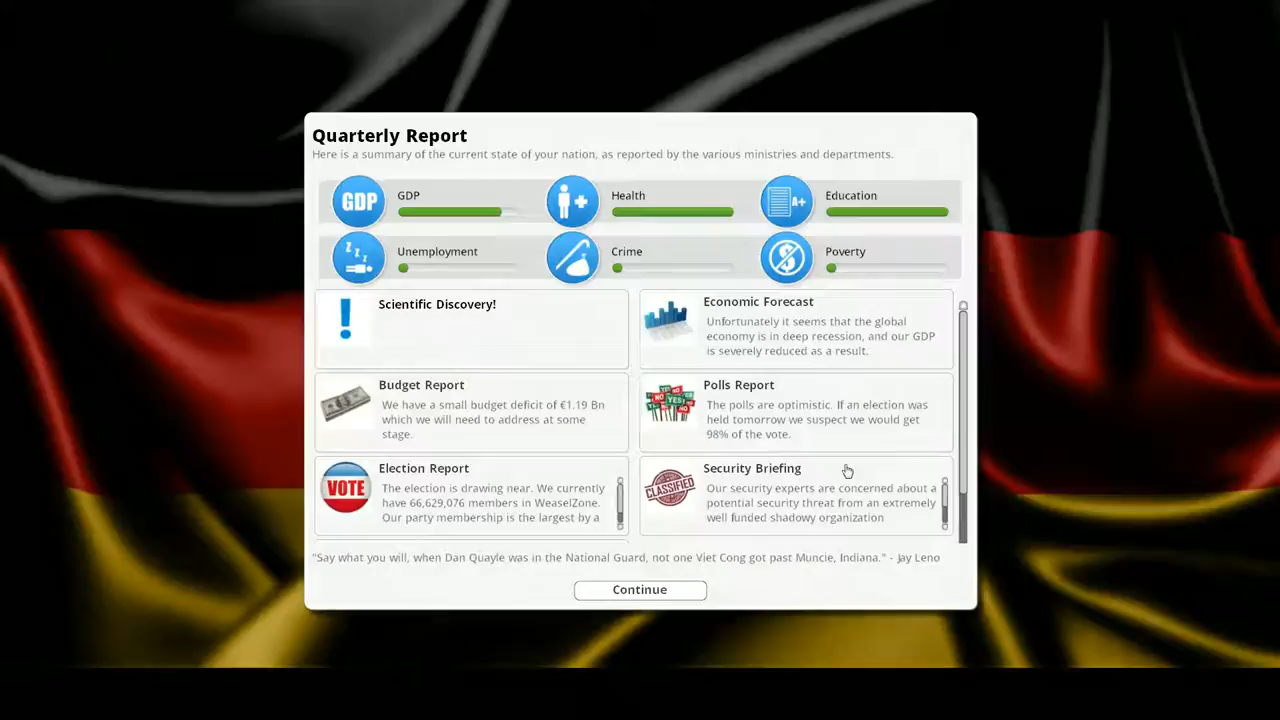 Quarterly Report
Here is a summary of the current state of your nation, as reported by the various ministries and departments.
GDP
GDP
Health
A+
Education
z z z
Unemployment
Crime
Poverty
Scientific Discovery!
Economic Forecast
Unfortunately it seems that the global
economy is in deep recession, and our GDP
is severely reduced as a result.
Budget Report
We have a small budget deficit of €1.19 Bn
which we will need to address at some
stage.
YES
NO
NO
YES!
NO
NO
Polls Report
The polls are optimistic. If an election was
held tomorrow we suspect we would get
98% of the vote.
VOTE
Election Report
The election is drawing near. We currently
have 66,629,076 members in WeaselZone.
Our party membership is the largest by a
CLASSIFIED
Security Briefing
Our security experts are concerned about a
potential security threat from an extremely
well funded shadowy organization
"Say what you will, when Dan Quayle was in the National Guard, not one Viet Cong got past Muncie, Indiana." - Jay Leno
Continue